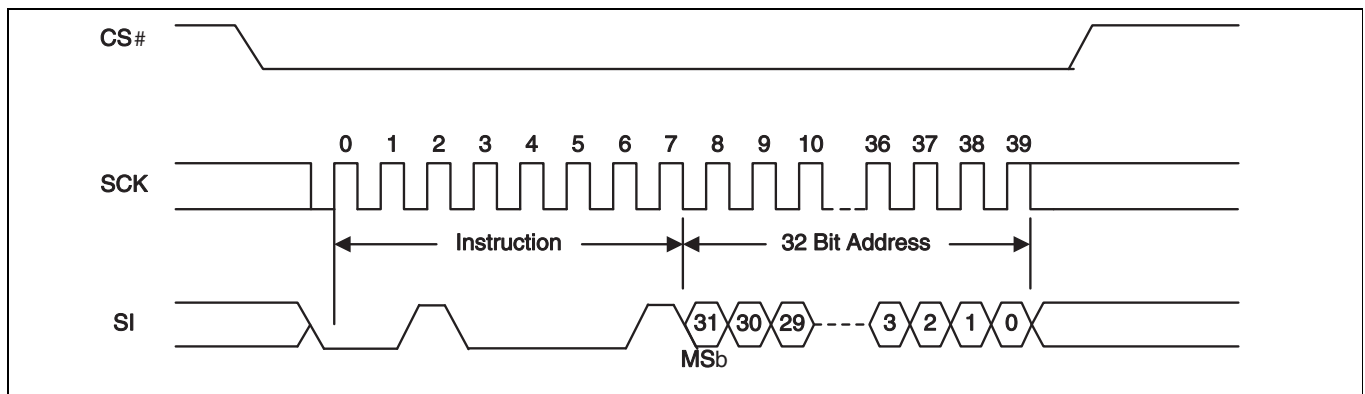 CS#
0 1 2 3 4 5 6 7 8 9 10 36 37 38 39
SCK
Instruction 32 Bit Address
SI 31 30 29 3 2 1 0
MSb